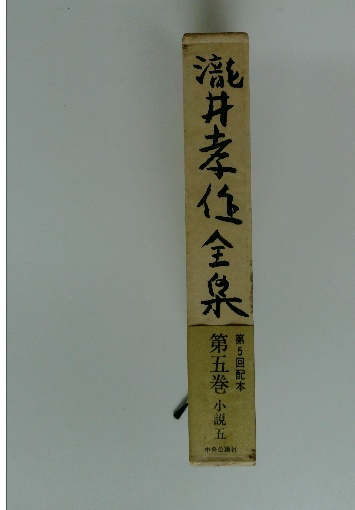 瀧井孝作全集
第5回配本
第五巻 小説五
中央公論社